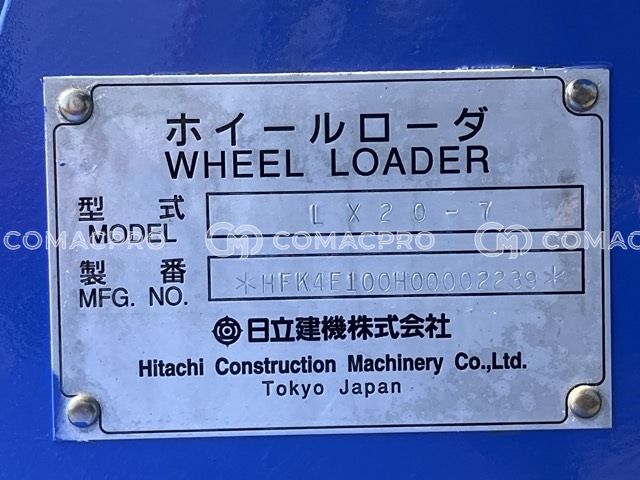 ホイールローダ
WHEEL LOADER
型式 LX20-7
MODEL
COMACPRO COMACPRO COMACPRO
製番 *HFK4E100H00002239*
MFG. NO.
日立建機株式会社
Hitachi Construction Machinery Co.,Ltd.
Tokyo Japan